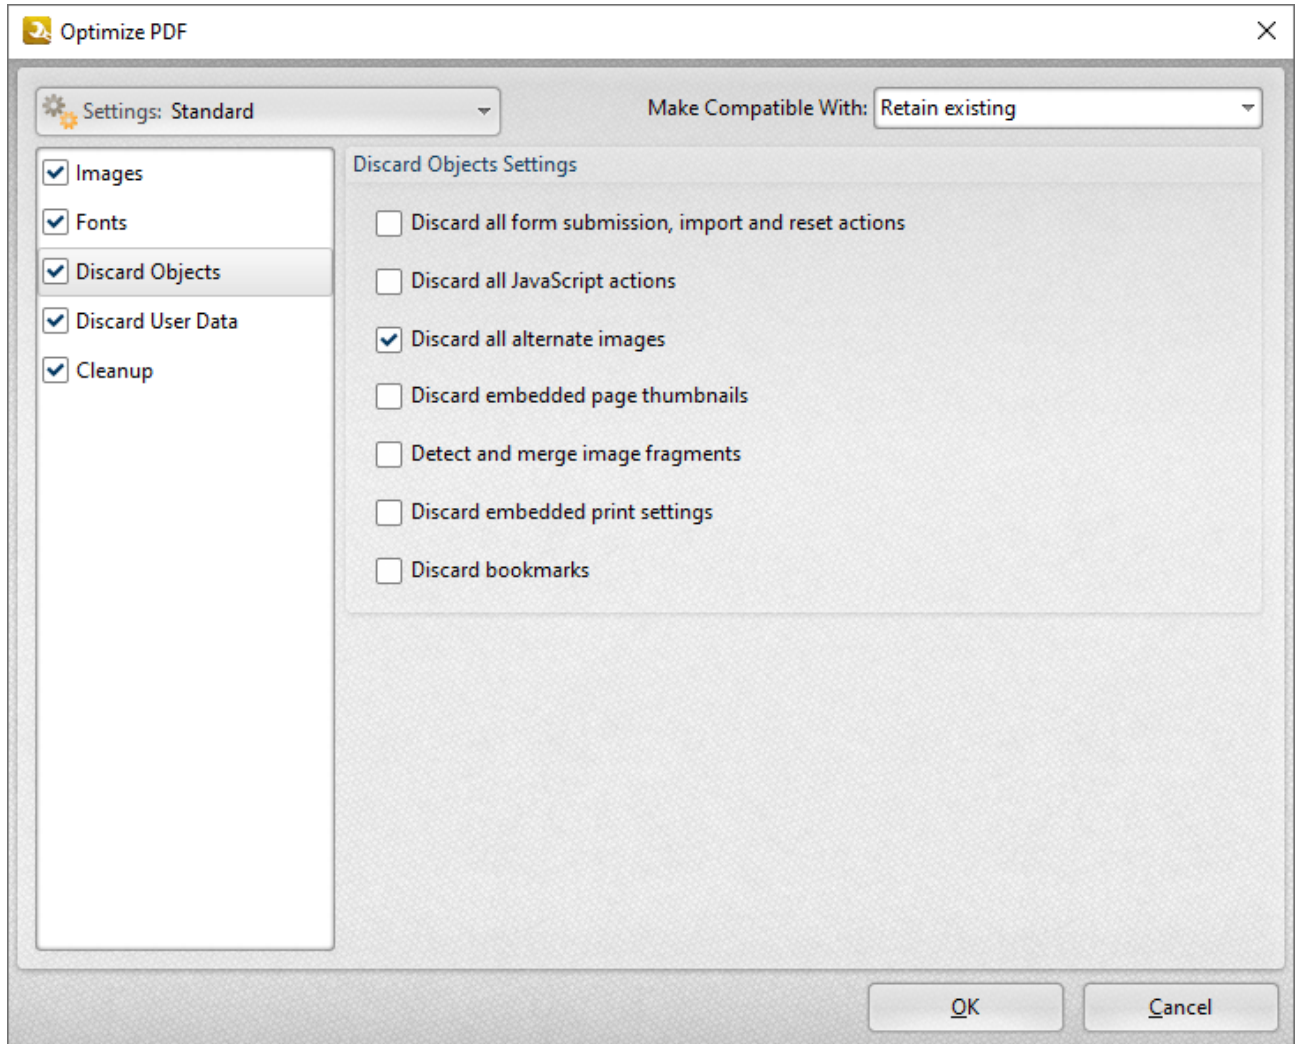 Optimize PDF
Settings: Standard
Make Compatible With: Retain existing
Images
Fonts
Discard Objects
Discard User Data
Cleanup
Discard Objects Settings
Discard all form submission, import and reset actions
Discard all JavaScript actions
Discard all alternate images
Discard embedded page thumbnails
Detect and merge image fragments
Discard embedded print settings
Discard bookmarks
OK
Cancel